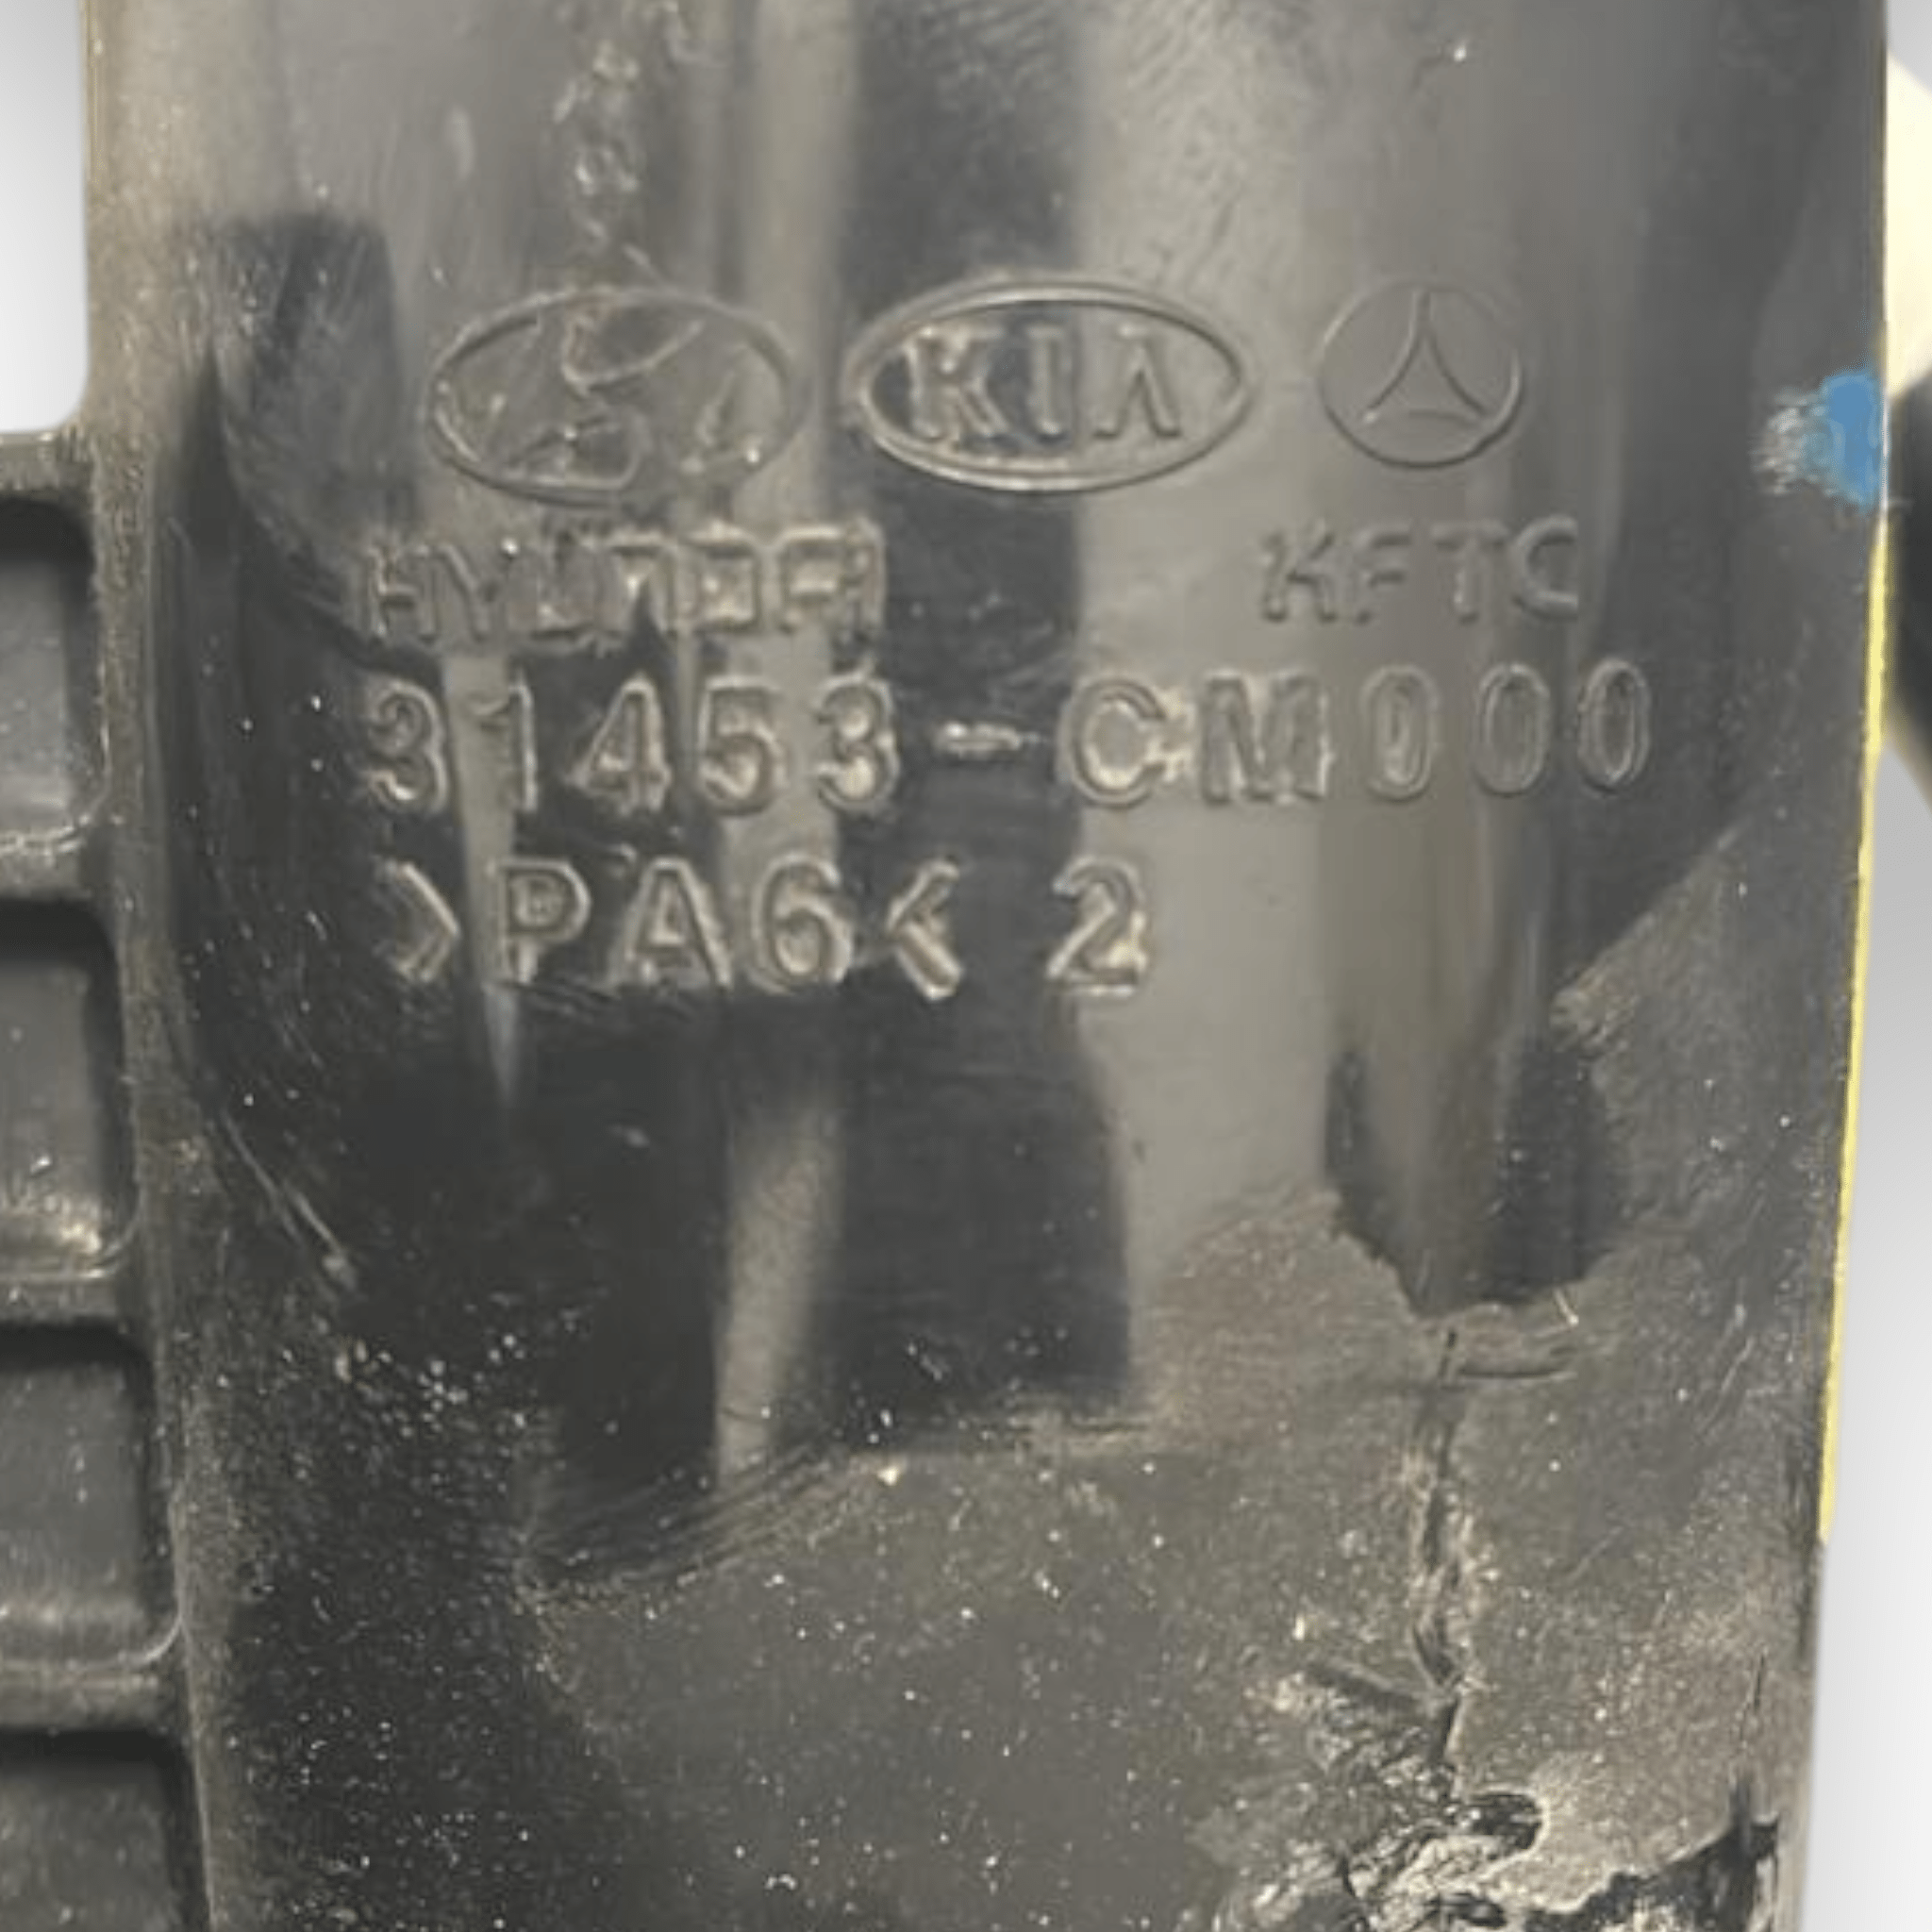 KIA
HYUNDAI KFTC
31453-CM000
>PA6< 2